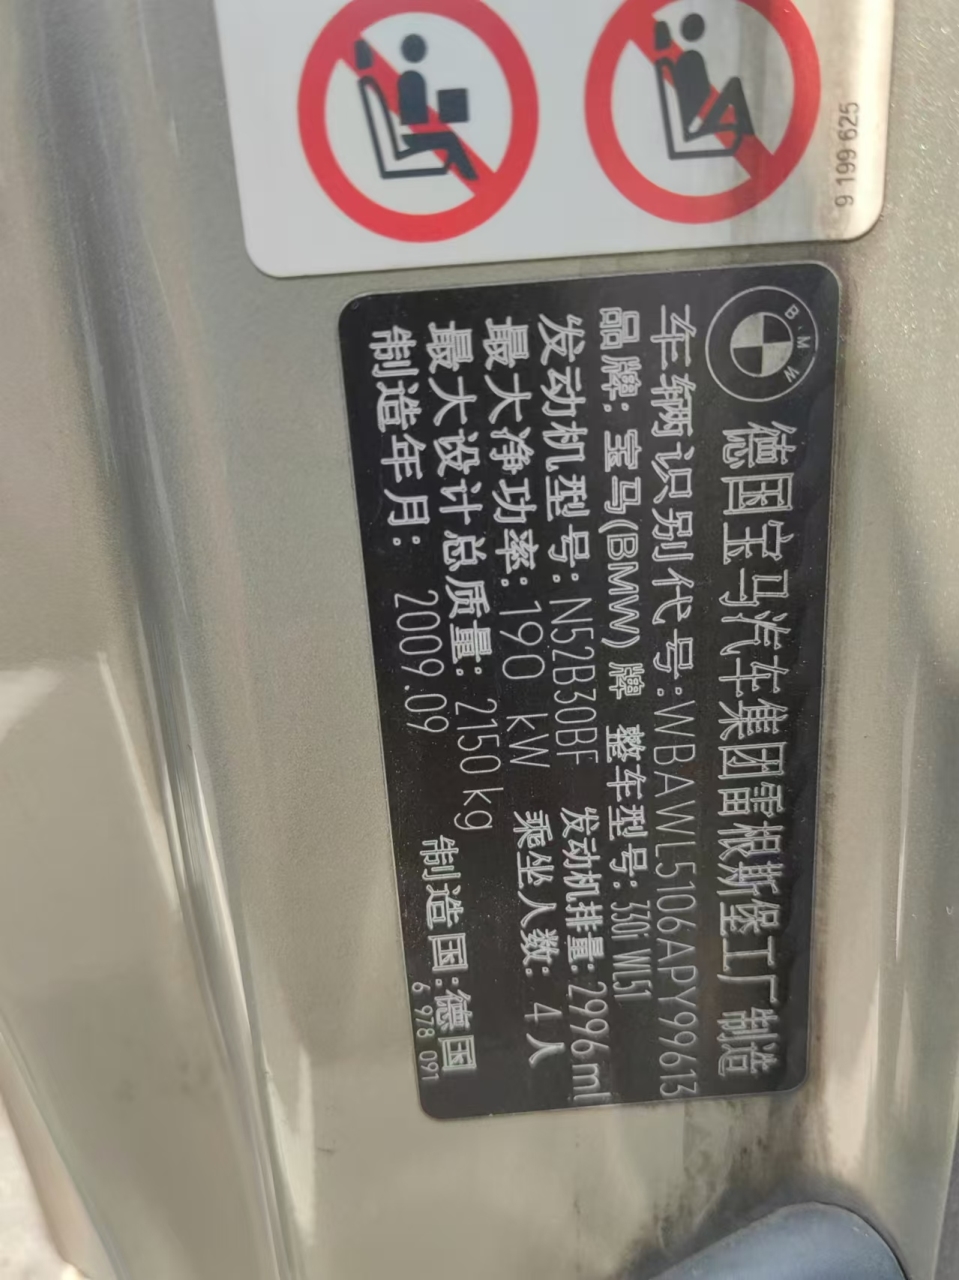 9 199 625
BMW
德国宝马汽车集团雷根斯堡工厂 制造
车辆识别代号:WBAWL5106APY99613
品牌: 宝马(BMW) 牌 整车型号: 330i WL51
发动机型号: N52B30BF 发动机排量: 2996ml
最大净功率: 190 kW 乘坐人数: 4 人
最大设计总质量: 2150kg
制造年月: 2009.09 制造国:德国
6 978 091